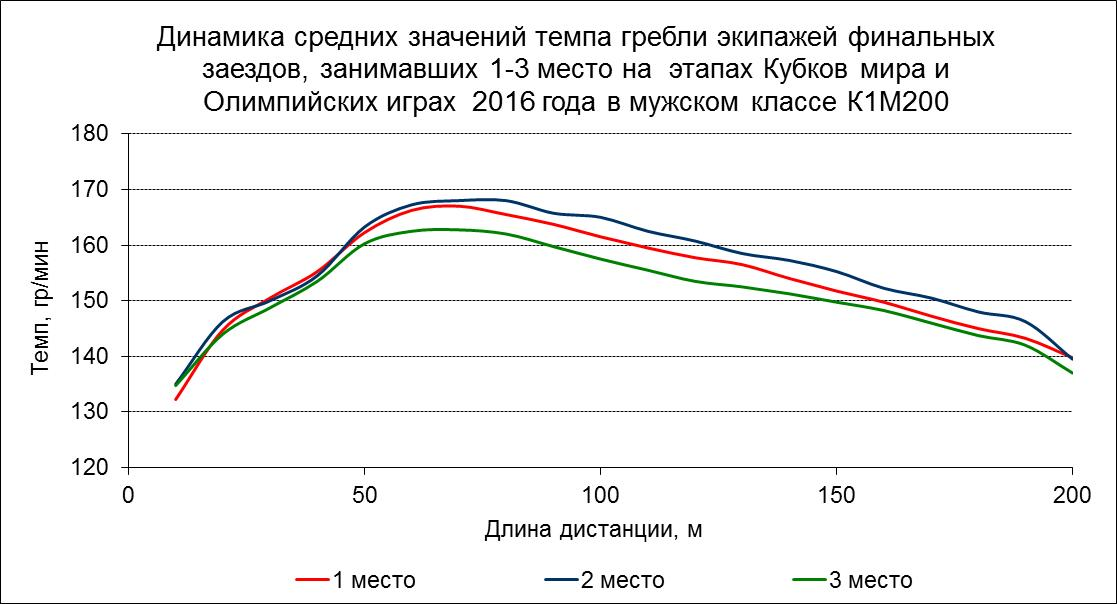 Динамика средних значений темпа гребли экипажей финальных
заездов, занимавших 1-3 место на этапах Кубков мира и
Олимпийских играх 2016 года в мужском классе К1М200
180
170
160
150
140
130
120
Темп, гр/мин
0 50 100 150 200
Длина дистанции, м
1 место 2 место 3 место